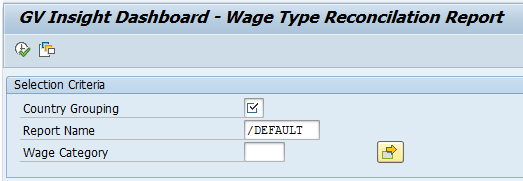 GV Insight Dashboard - Wage Type Reconcilation Report
Selection Criteria
Country Grouping
Report Name /DEFAULT
Wage Category